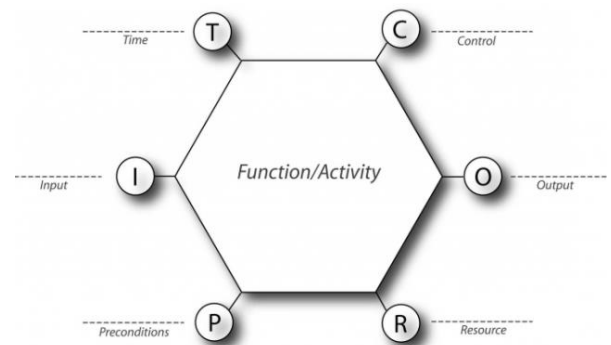 T
C
Time
Control
I
Function/Activity
O
Input
Output
P
R
Preconditions
Resource